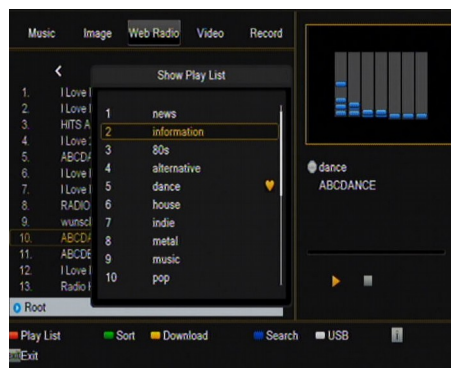 Music Image Web Radio Video Record
Show Play List
1. I Love
2. I Love
3. HITS A
4. I Love
5. ABCD
6. I Love
7. I Love
8. RADIO
9. wunsc
10. ABCD
11. ABCDE
12. I Love
13. Radio
1 news
2 information
3 80s
4 alternative
5 dance
6 house
7 indie
8 metal
9 music
10 pop
dance
ABCDANCE
Root
Play List Sort Download Search USB i
Exit